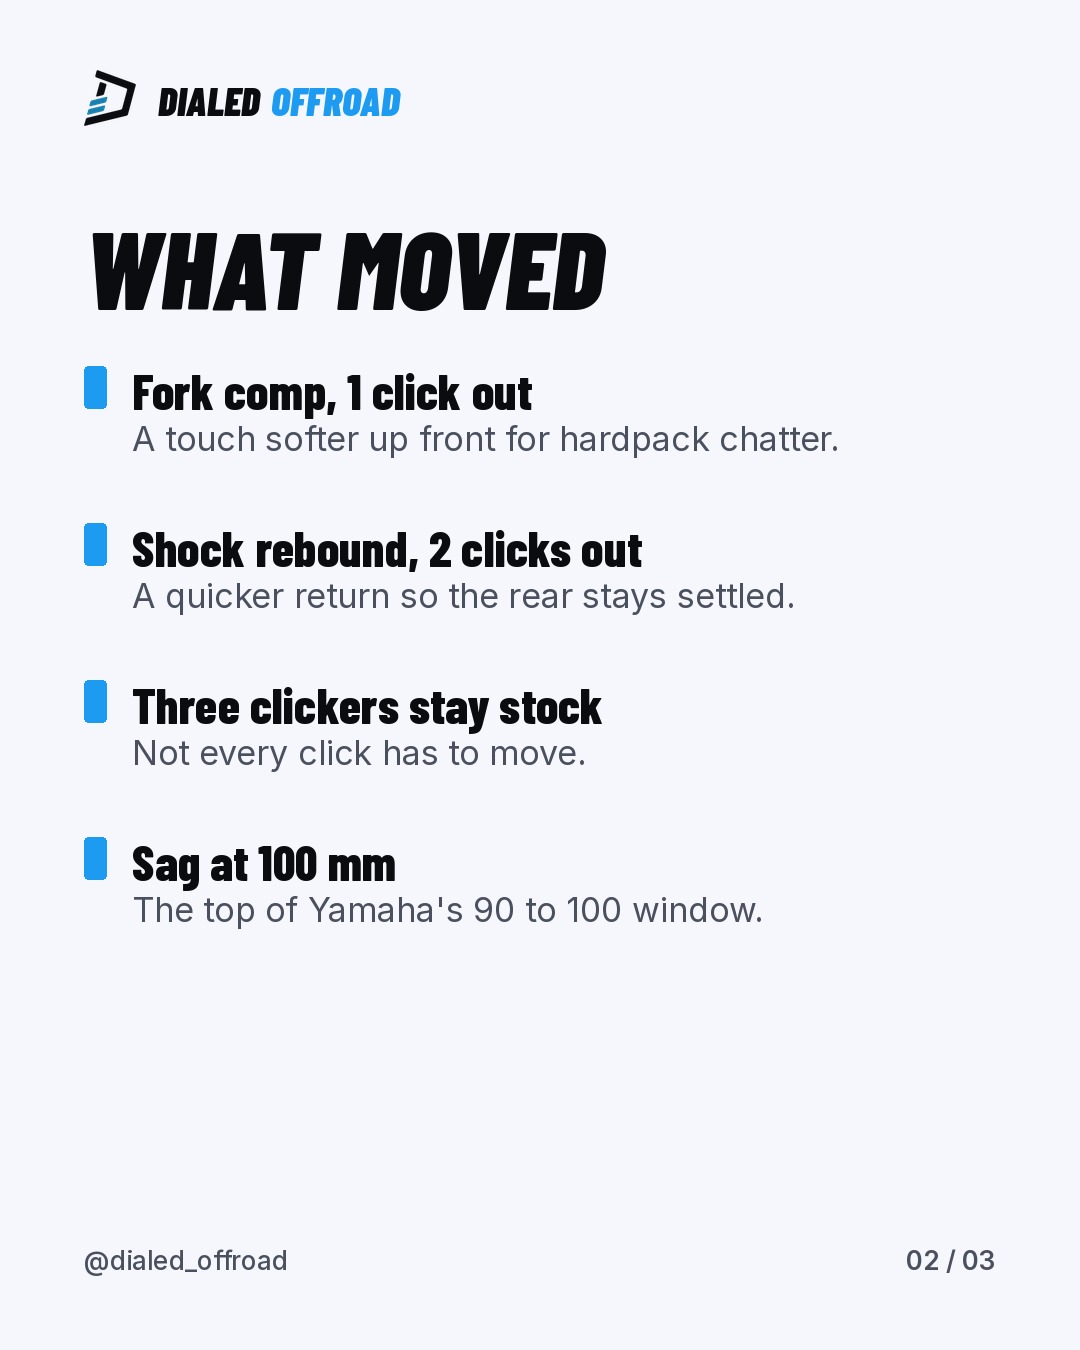 DIALED OFFROAD
WHAT MOVED
Fork comp, 1 click out
A touch softer up front for hardpack chatter.
Shock rebound, 2 clicks out
A quicker return so the rear stays settled.
Three clickers stay stock
Not every click has to move.
Sag at 100 mm
The top of Yamaha's 90 to 100 window.
@dialed_offroad
02 / 03